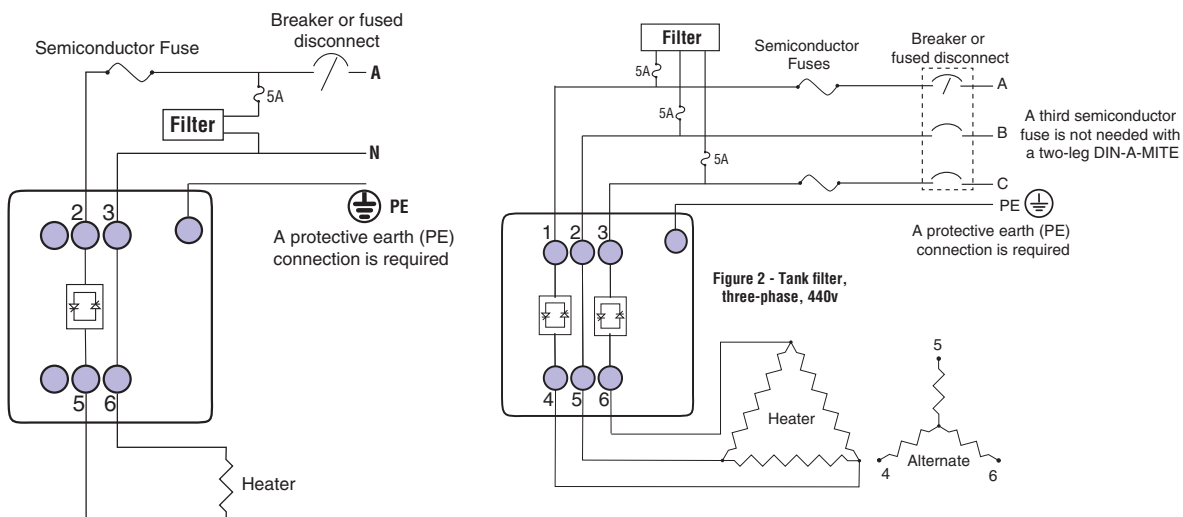 Semiconductor Fuse
Breaker or fused
disconnect
A
5A
Filter
N
PE
A protective earth (PE)
connection is required
2 3
5 6
Heater
Filter
5A
5A
5A
Semiconductor
Fuses
Breaker or
fused disconnect
A
B
C
A third semiconductor
fuse is not needed with
a two-leg DIN-A-MITE
PE
A protective earth (PE)
connection is required
1 2 3
4 5 6
Figure 2 - Tank filter,
three-phase, 440v
Heater
5
Alternate
4 6